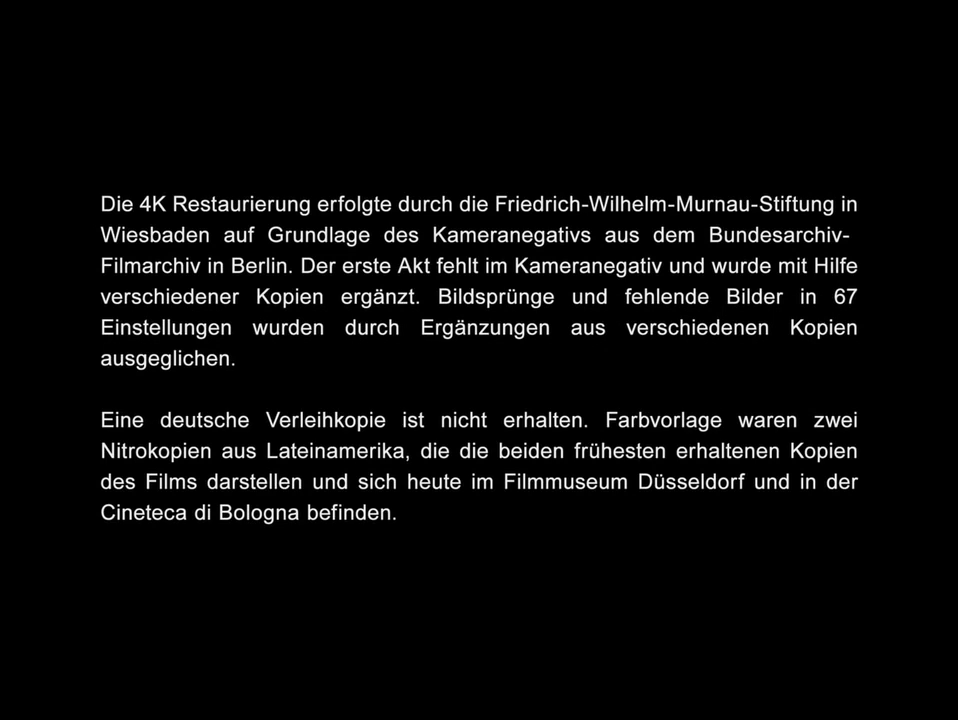 Die 4K Restaurierung erfolgte durch die Friedrich-Wilhelm-Murnau-Stiftung in
Wiesbaden auf Grundlage des Kameranegativs aus dem Bundesarchiv-
Filmarchiv in Berlin. Der erste Akt fehlt im Kameranegativ und wurde mit Hilfe
verschiedener Kopien ergänzt. Bildsprünge und fehlende Bilder in 67
Einstellungen wurden durch Ergänzungen aus verschiedenen Kopien
ausgeglichen.
Eine deutsche Verleihkopie ist nicht erhalten. Farbvorlage waren zwei
Nitrokopien aus Lateinamerika, die die beiden frühesten erhaltenen Kopien
des Films darstellen und sich heute im Filmmuseum Düsseldorf und in der
Cineteca di Bologna befinden.